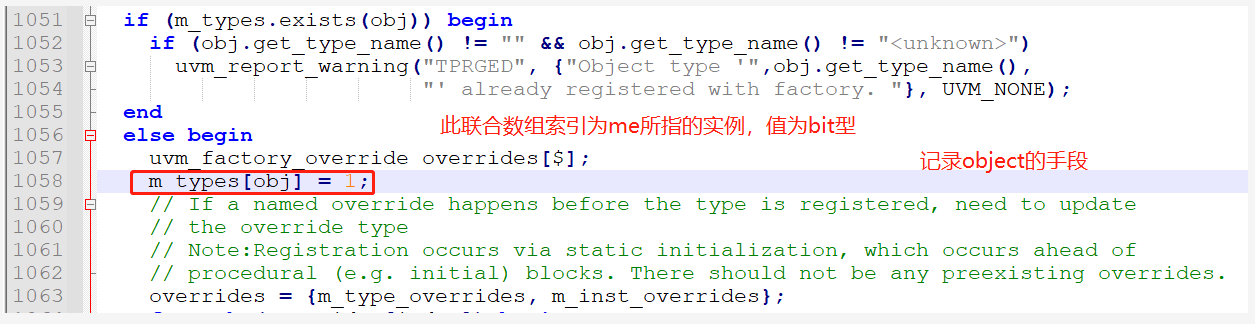 1051 if (m_types.exists(obj)) begin
1052 if (obj.get_type_name() != "" && obj.get_type_name() != "<unknown>")
1053 uvm_report_warning("TPRGED", {"Object type '",obj.get_type_name(),
1054 "' already registered with factory. "}, UVM_NONE);
1055 end
1056 else begin
此联合数组索引为me所指的实例，值为bit型
1057 uvm_factory_override overrides[$];
记录object的手段
1058 m_types[obj] = 1;
1059 // If a named override happens before the type is registered, need to update
1060 // the override type
1061 // Note:Registration occurs via static initialization, which occurs ahead of
1062 // procedural (e.g. initial) blocks. There should not be any preexisting overrides.
1063 overrides = {m_type_overrides, m_inst_overrides};